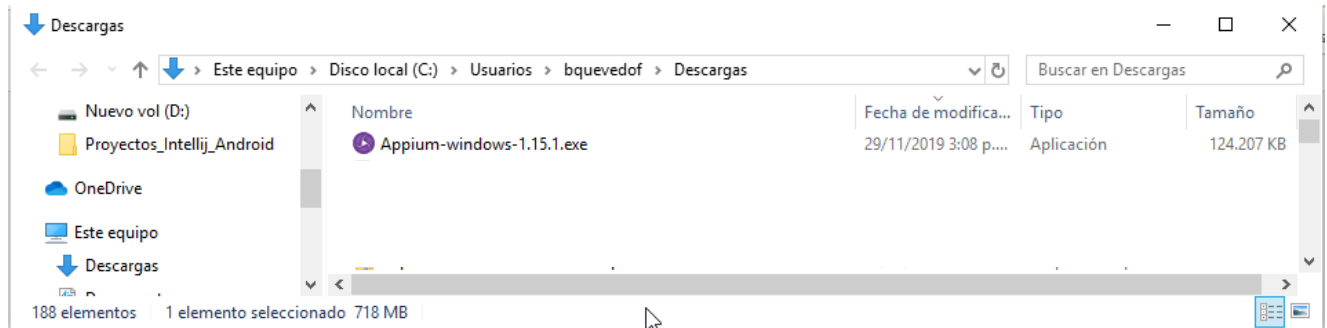 Descargas
Este equipo > Disco local (C:) > Usuarios > bquevedof > Descargas
Buscar en Descargas
Nuevo vol (D:)
Proyectos_Intellij_Android
OneDrive
Este equipo
Descargas
Nombre Fecha de modifica... Tipo Tamaño
Appium-windows-1.15.1.exe 29/11/2019 3:08 p.... Aplicación 124.207 KB
188 elementos 1 elemento seleccionado 718 MB